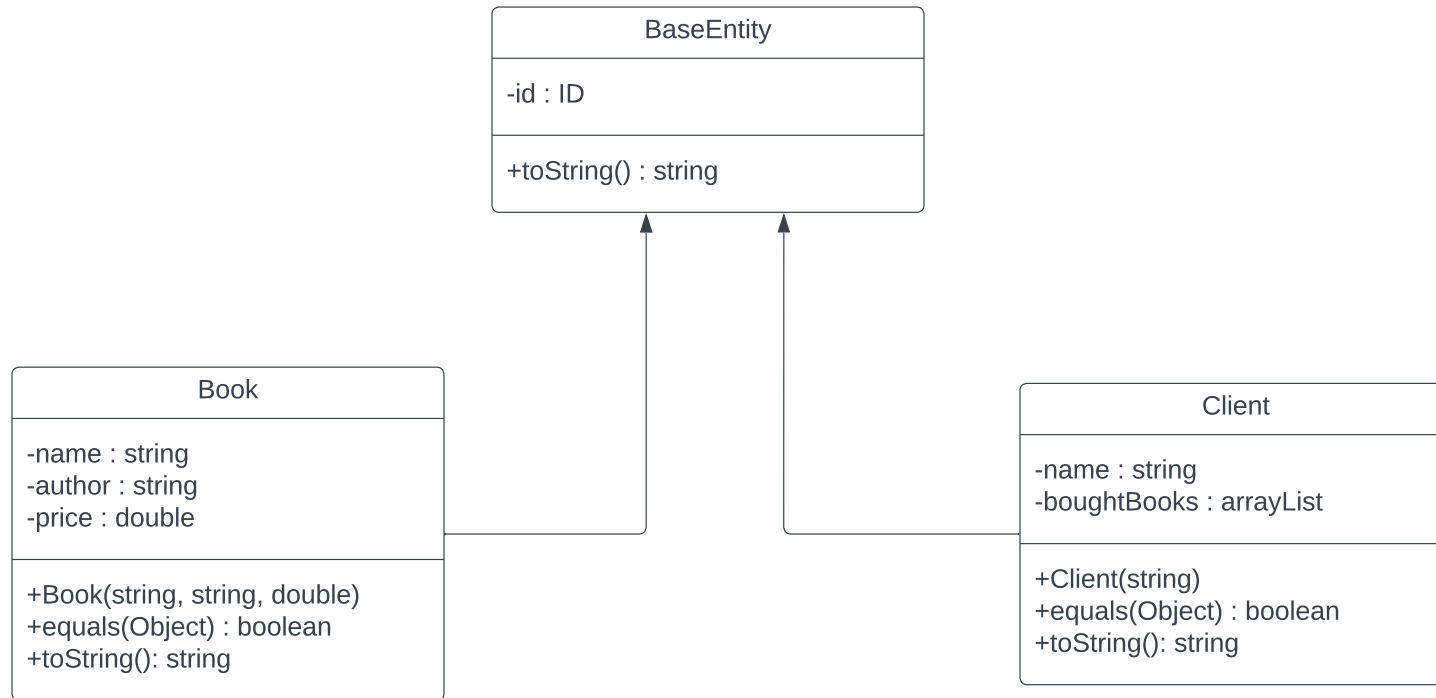 BaseEntity
-id : ID
+toString() : string
Book
-name : string
-author : string
-price : double
+Book(string, string, double)
+equals(Object) : boolean
+toString(): string
Client
-name : string
-boughtBooks : arrayList
+Client(string)
+equals(Object) : boolean
+toString(): string